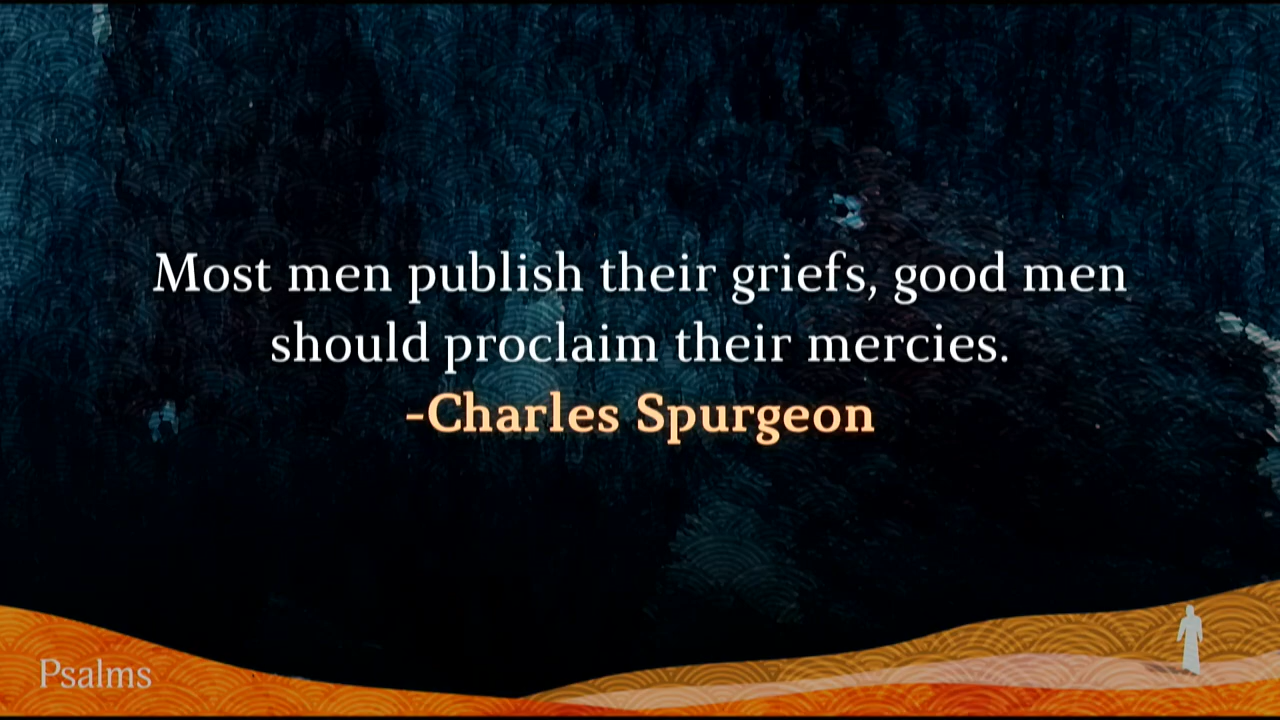 Most men publish their griefs, good men
should proclaim their mercies.
-Charles Spurgeon
Psalms